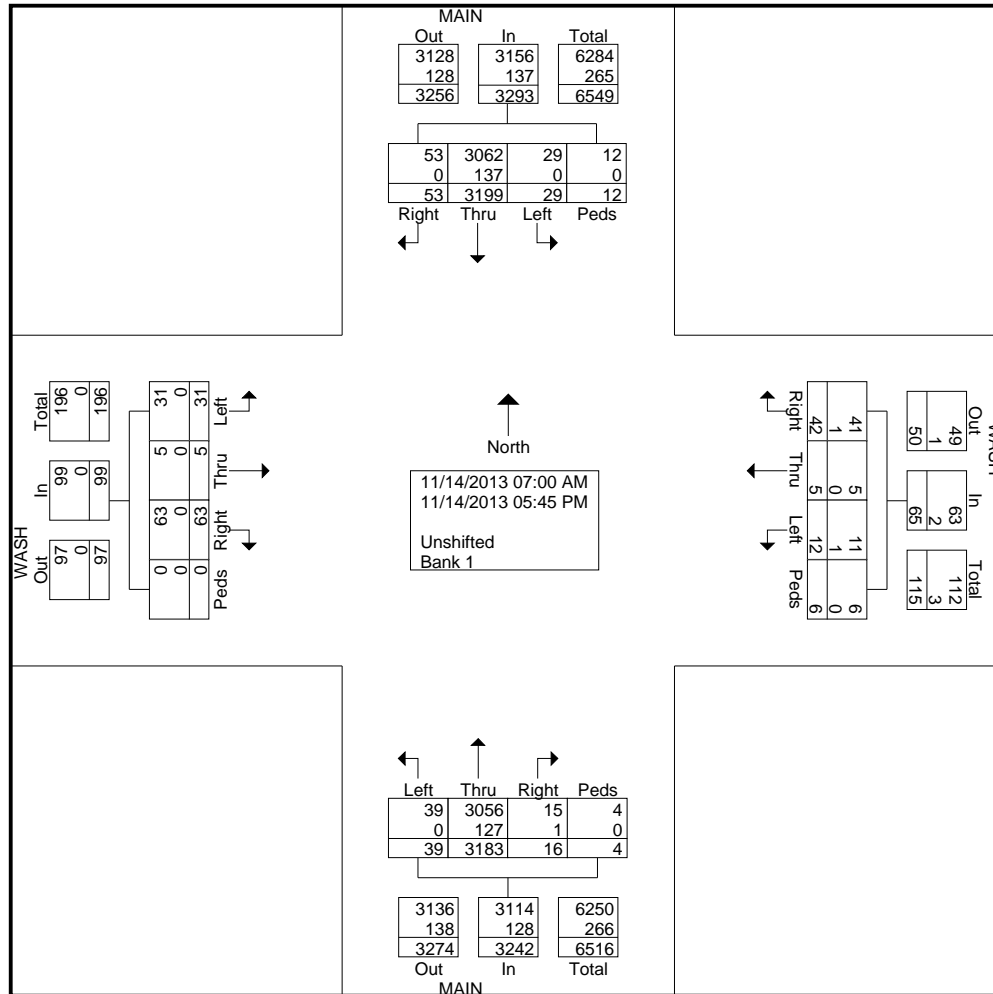 MAIN
Out In Total
3128 3156 6284
128 137 265
3256 3293 6549
53 3062 29 12
0 137 0 0
53 3199 29 12
Right Thru Left Peds
WASH
Total In Out
196 99 97
0 0 0
196 99 97
31 5 63 0
0 0 0 0
31 5 63 0
Left Thru Right Peds
North
11/14/2013 07:00 AM
11/14/2013 05:45 PM
Unshifted
Bank 1
WASH
Out In Total
49 63 112
1 2 3
50 65 115
41 5 11 6
1 0 1 0
42 5 12 6
Right Thru Left Peds
Left Thru Right Peds
39 3056 15 4
0 127 1 0
39 3183 16 4
3136 3114 6250
138 128 266
3274 3242 6516
Out In Total
MAIN